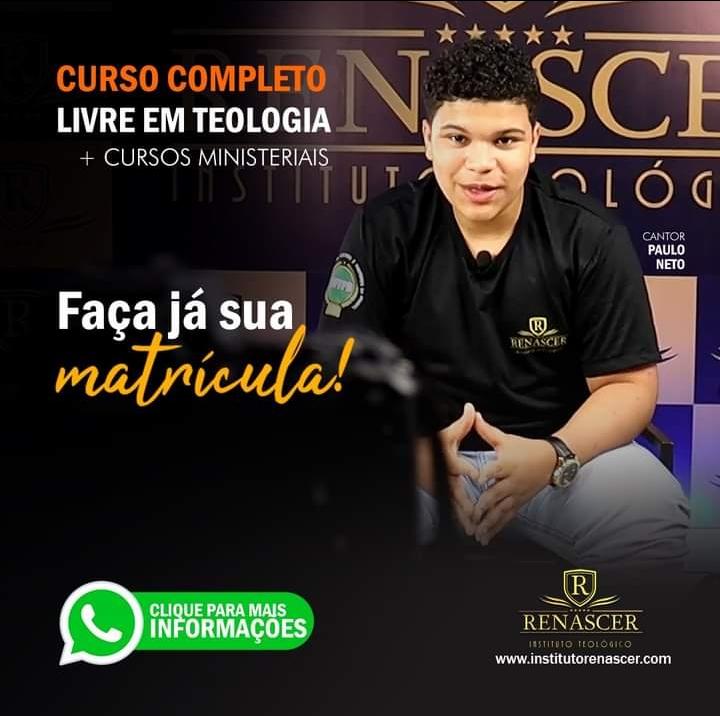 CURSO COMPLETO
LIVRE EM TEOLOGIA
+ CURSOS MINISTERIAIS
CANTOR
PAULO
NETO
Faça já sua
matrícula!
R
RENASCER
CLIQUE PARA MAIS
INFORMAÇÕES
R
RENASCER
INSTITUTO TEOLÓGICO
www.institutorenascer.com